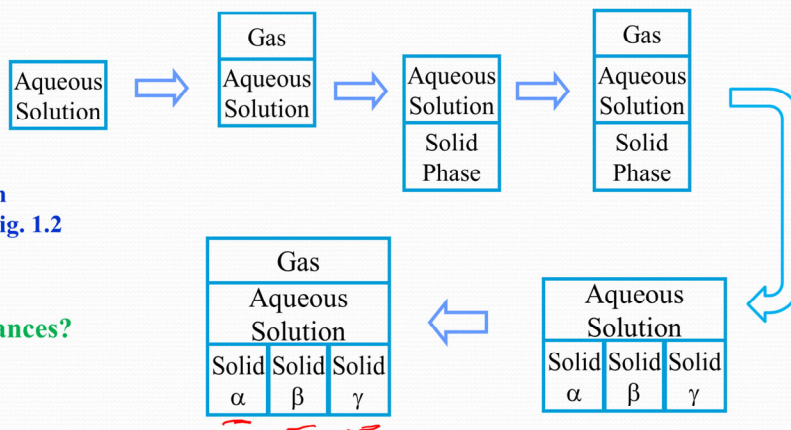 Aqueous
Solution
Gas
Aqueous
Solution
Aqueous
Solution
Solid
Phase
Gas
Aqueous
Solution
Solid
Phase
n
ig. 1.2
ances?
Gas
Aqueous
Solution
Solid Solid Solid
α β γ
Aqueous
Solution
Solid Solid Solid
α β γ